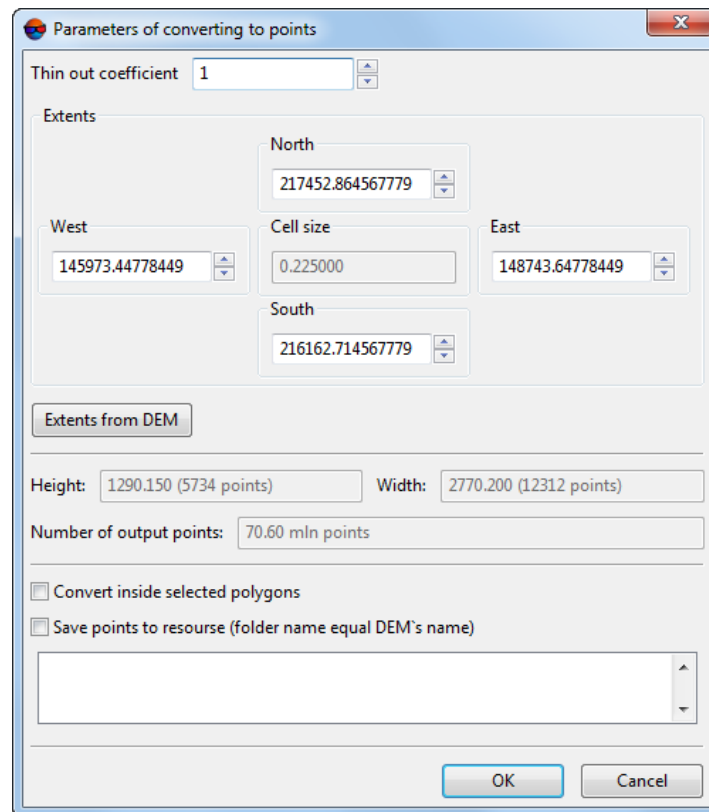 Parameters of converting to points
Thin out coefficient 1
Extents
North
217452.864567779
West Cell size East
145973.44778449 0.225000 148743.64778449
South
216162.714567779
Extents from DEM
Height: 1290.150 (5734 points) Width: 2770.200 (12312 points)
Number of output points: 70.60 mln points
Convert inside selected polygons
Save points to resourse (folder name equal DEM`s name)
OK Cancel